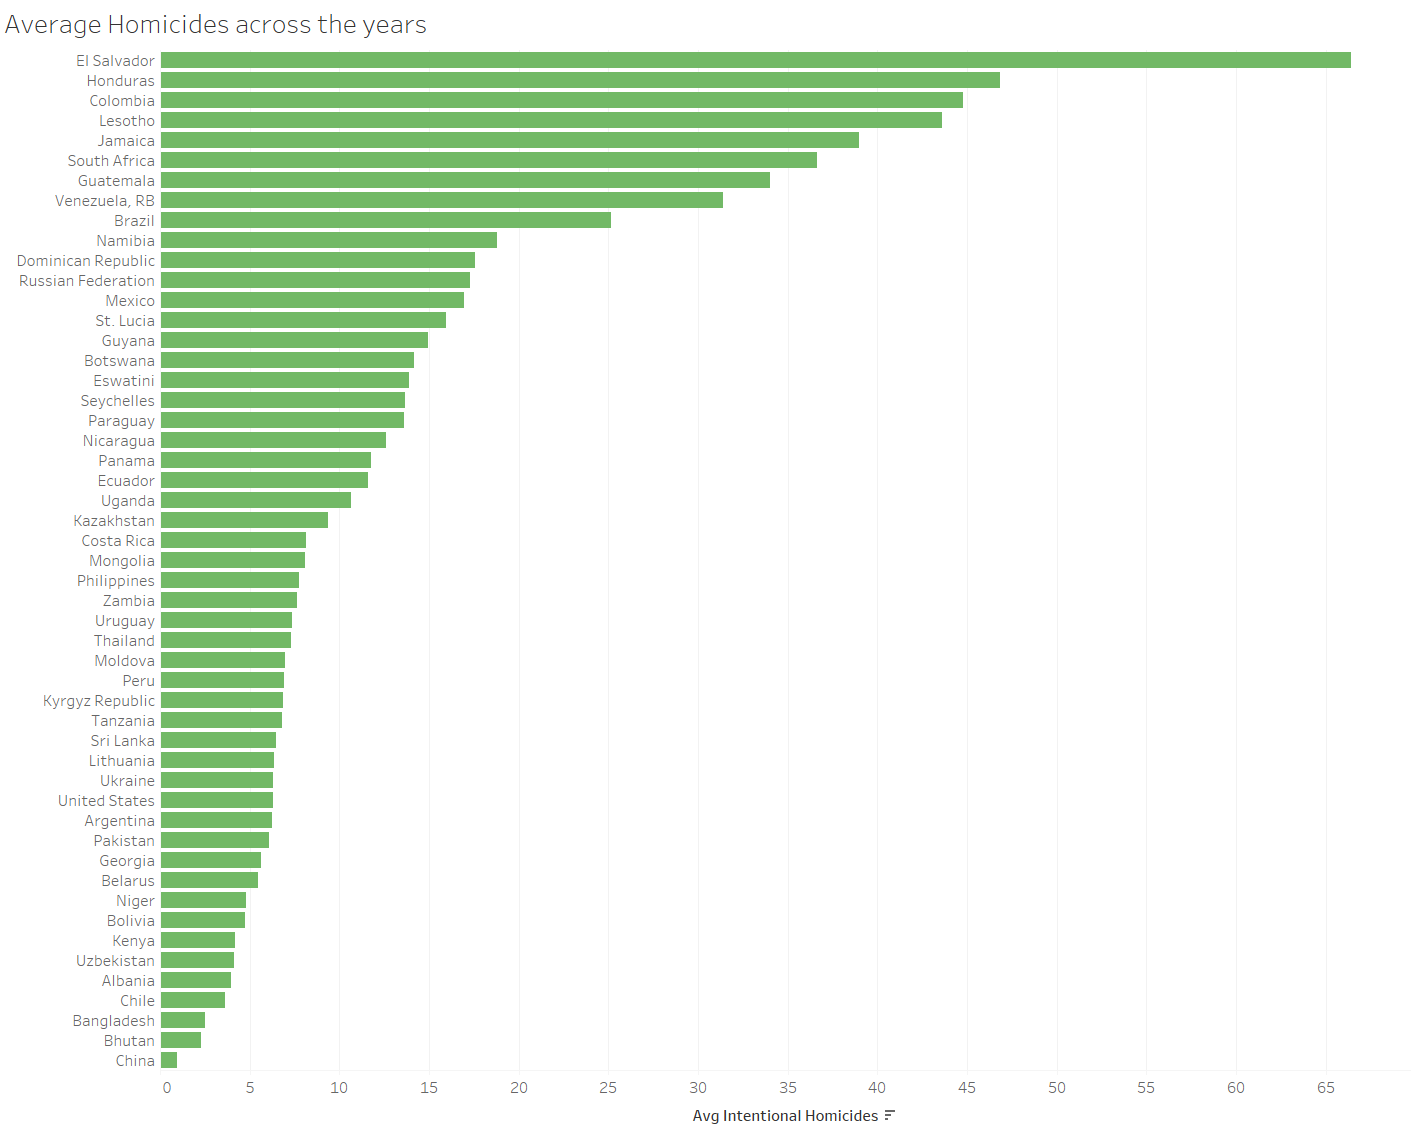 Average Homicides across the years
El Salvador
Honduras
Colombia
Lesotho
Jamaica
South Africa
Guatemala
Venezuela, RB
Brazil
Namibia
Dominican Republic
Russian Federation
Mexico
St. Lucia
Guyana
Botswana
Eswatini
Seychelles
Paraguay
Nicaragua
Panama
Ecuador
Uganda
Kazakhstan
Costa Rica
Mongolia
Philippines
Zambia
Uruguay
Thailand
Moldova
Peru
Kyrgyz Republic
Tanzania
Sri Lanka
Lithuania
Ukraine
United States
Argentina
Pakistan
Georgia
Belarus
Niger
Bolivia
Kenya
Uzbekistan
Albania
Chile
Bangladesh
Bhutan
China
0 5 10 15 20 25 30 35 40 45 50 55 60 65
Avg Intentional Homicides